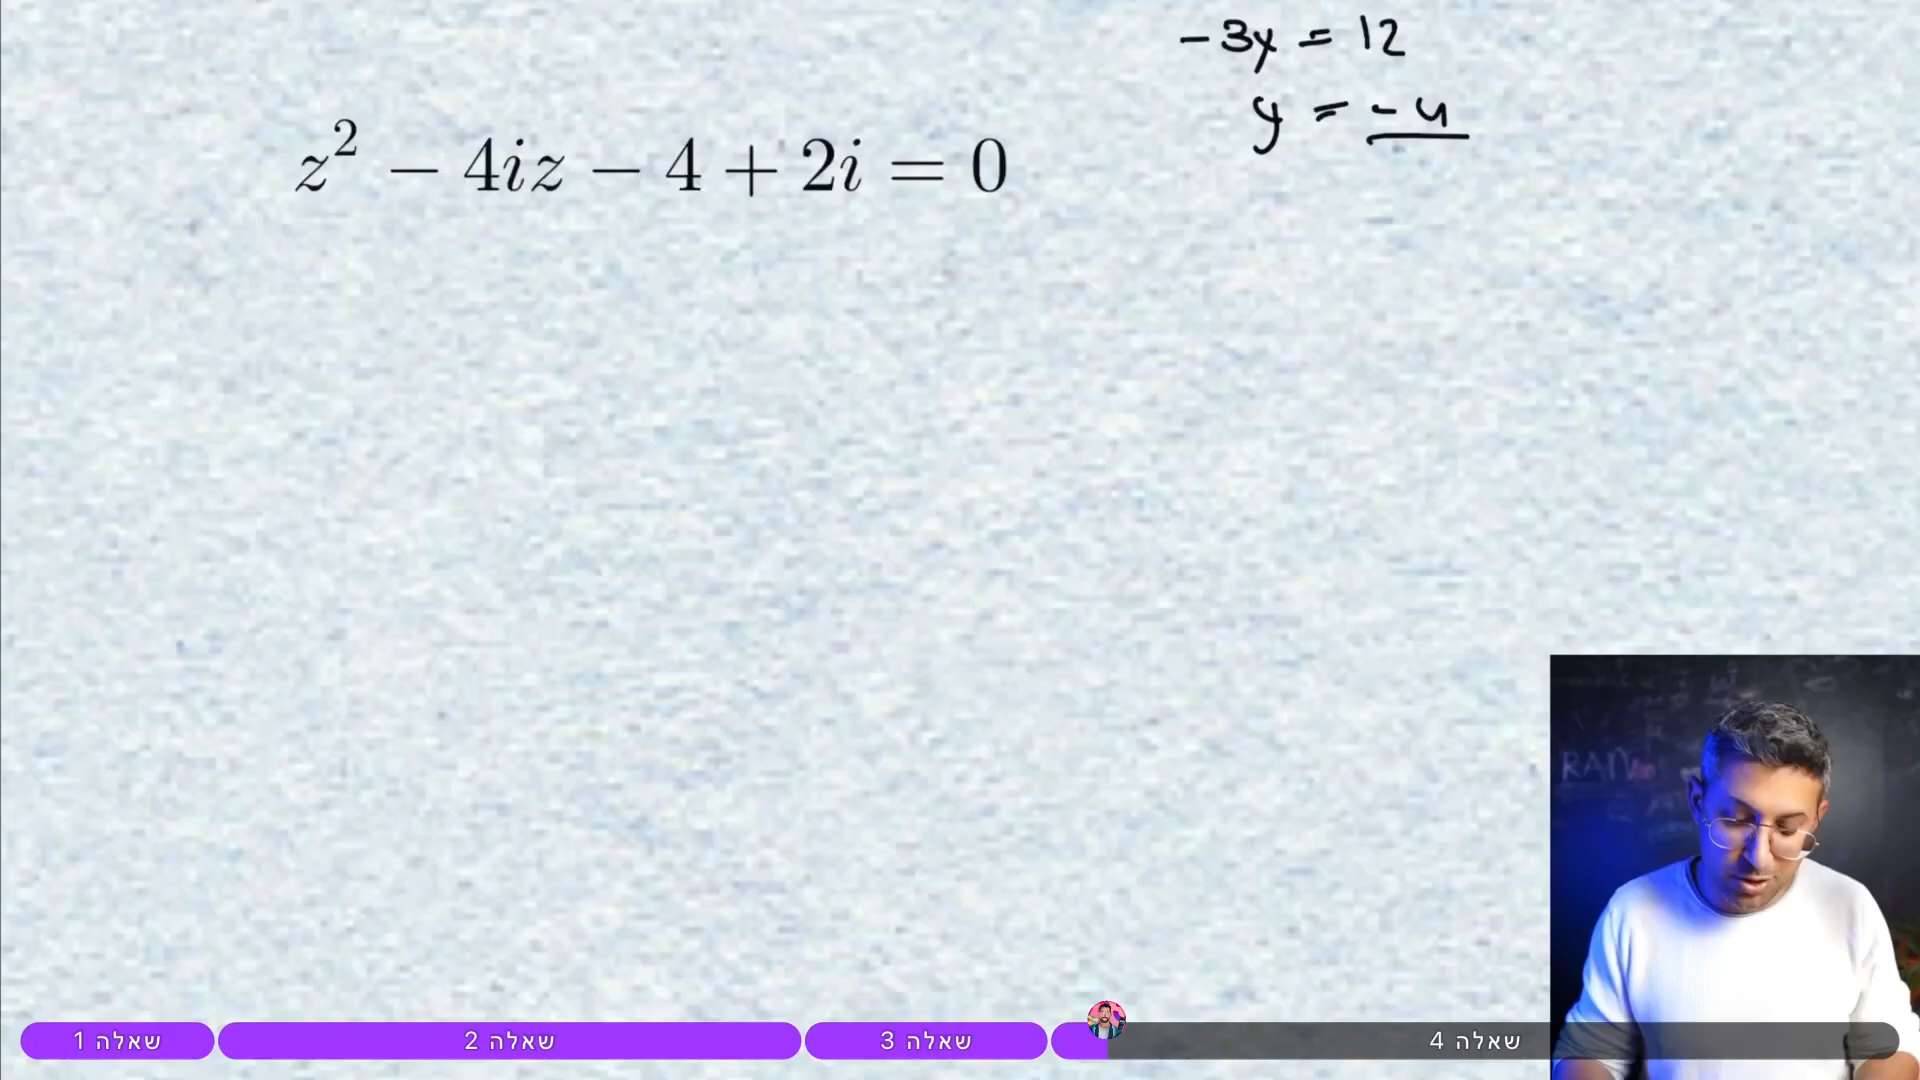 -3y = 12
y = -4
z² - 4iz - 4 + 2i = 0
שאלה 1
שאלה 2
שאלה 3
שאלה 4